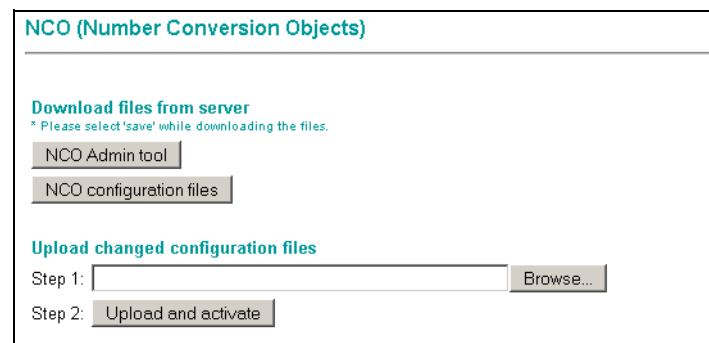 NCO (Number Conversion Objects)
Download files from server
* Please select 'save' while downloading the files.
NCO Admin tool
NCO configuration files
Upload changed configuration files
Step 1: Browse...
Step 2: Upload and activate